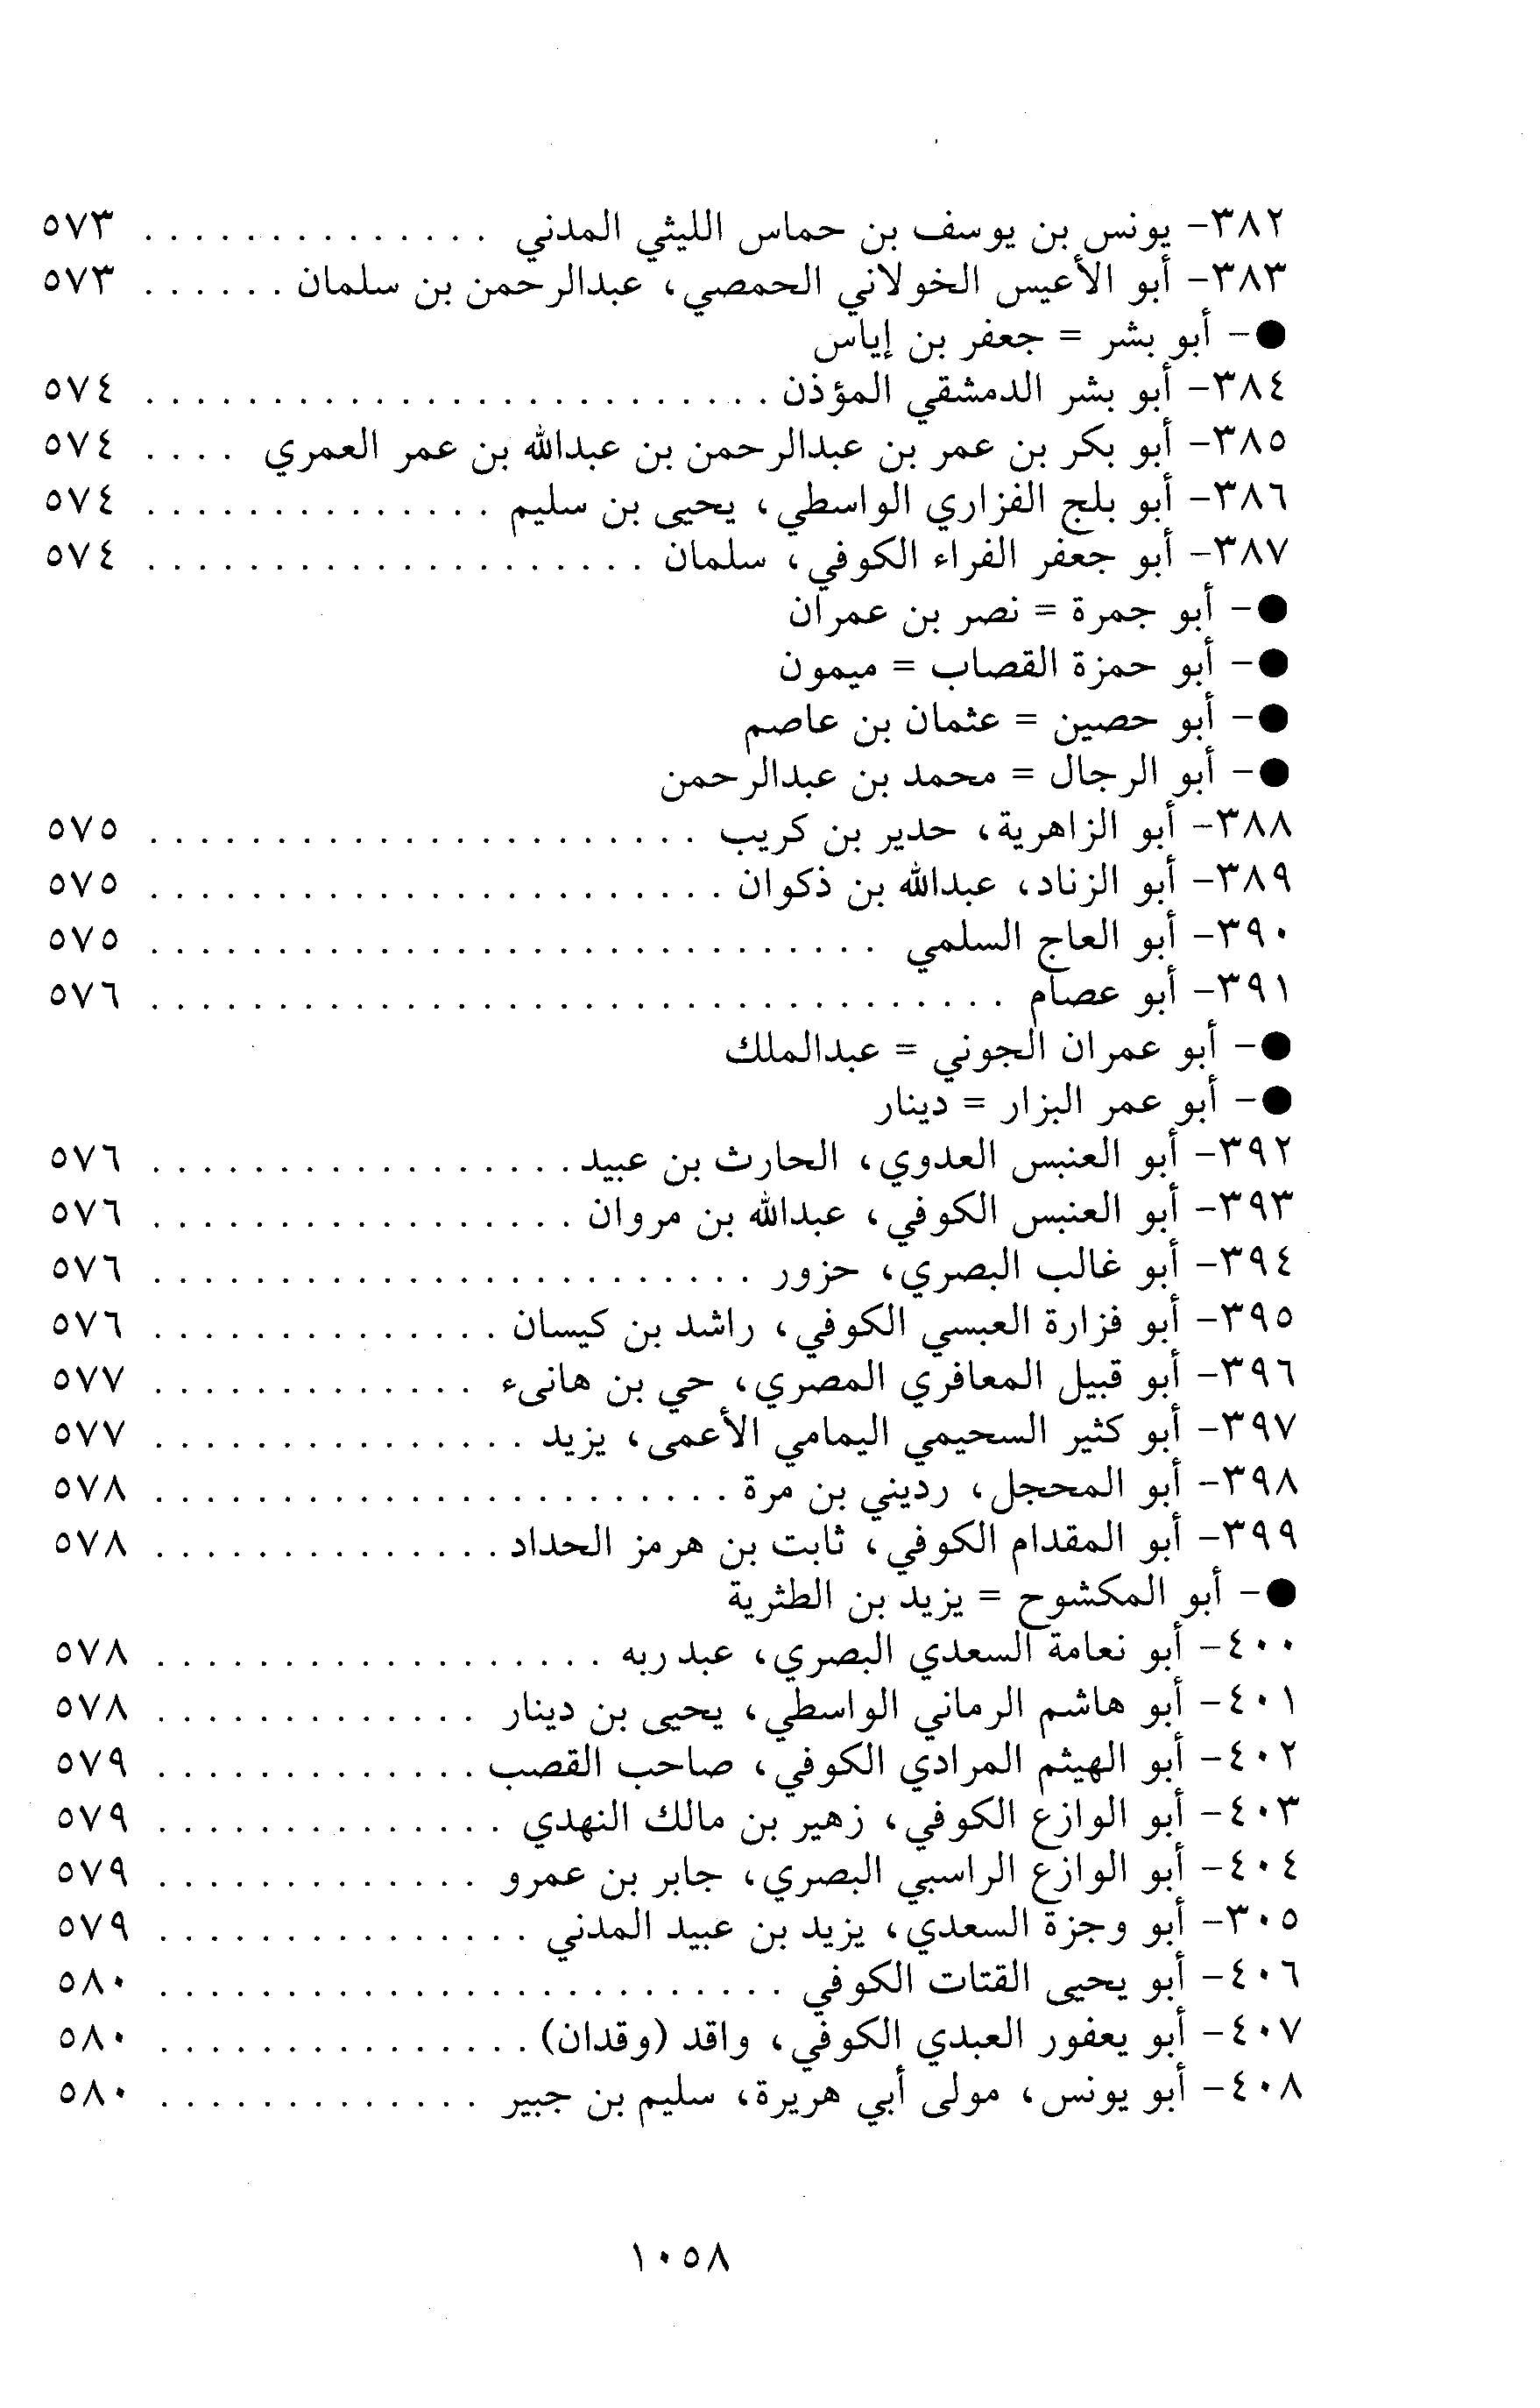 ٣٨٢- يونس بن يوسف بن حماس الليثي المدني . . . . . . . . . . . . . . ٥٧٣
٣٨٣- أبو الأعيس الخولاني الحمصي، عبدالرحمن بن سلمان . . . . . . ٥٧٣
●- أبو بشر = جعفر بن إياس
٣٨٤- أبو بشر الدمشقي المؤذن . . . . . . . . . . . . . . . . . . . . . . . . . ٥٧٤
٣٨٥- أبو بكر بن عمر بن عبدالرحمن بن عبدالله بن عمر العمري . . . . ٥٧٤
٣٨٦- أبو بلج الفزاري الواسطي، يحيى بن سليم . . . . . . . . . . . . . . ٥٧٤
٣٨٧- أبو جعفر الفراء الكوفي، سلمان . . . . . . . . . . . . . . . . . . . . ٥٧٤
●- أبو جمرة = نصر بن عمران
●- أبو حمزة القصاب = ميمون
●- أبو حصين = عثمان بن عاصم
●- أبو الرجال = محمد بن عبدالرحمن
٣٨٨- أبو الزاهرية، حدير بن كريب . . . . . . . . . . . . . . . . . . . . . . ٥٧٥
٣٨٩- أبو الزناد، عبدالله بن ذكوان . . . . . . . . . . . . . . . . . . . . . . . ٥٧٥
٣٩٠- أبو العاج السلمي . . . . . . . . . . . . . . . . . . . . . . . . . . . . . ٥٧٥
٣٩١- أبو عصام . . . . . . . . . . . . . . . . . . . . . . . . . . . . . . . . . . ٥٧٦
●- أبو عمران الجوني = عبدالملك
●- أبو عمر البزار = دينار
٣٩٢- أبو العنبس العدوي، الحارث بن عبيد . . . . . . . . . . . . . . . . . ٥٧٦
٣٩٣- أبو العنبس الكوفي، عبدالله بن مروان . . . . . . . . . . . . . . . . . ٥٧٦
٣٩٤- أبو غالب البصري، حزور . . . . . . . . . . . . . . . . . . . . . . . . ٥٧٦
٣٩٥- أبو فزارة العبسي الكوفي، راشد بن كيسان . . . . . . . . . . . . . . ٥٧٦
٣٩٦- أبو قبيل المعافري المصري، حي بن هانىء . . . . . . . . . . . . . ٥٧٧
٣٩٧- أبو كثير السحيمي اليمامي الأعمى، يزيد . . . . . . . . . . . . . . . ٥٧٧
٣٩٨- أبو المحجل، رديني بن مرة . . . . . . . . . . . . . . . . . . . . . . . ٥٧٨
٣٩٩- أبو المقدام الكوفي، ثابت بن هرمز الحداد . . . . . . . . . . . . . . ٥٧٨
●- أبو المكشوح = يزيد بن الطثرية
٤٠٠- أبو نعامة السعدي البصري، عبد ربه . . . . . . . . . . . . . . . . . . ٥٧٨
٤٠١- أبو هاشم الرماني الواسطي، يحيى بن دينار . . . . . . . . . . . . . ٥٧٨
٤٠٢- أبو الهيثم المرادي الكوفي، صاحب القصب . . . . . . . . . . . . . ٥٧٩
٤٠٣- أبو الوازع الكوفي، زهير بن مالك النهدي . . . . . . . . . . . . . . ٥٧٩
٤٠٤- أبو الوازع الراسبي البصري، جابر بن عمرو . . . . . . . . . . . . . ٥٧٩
٣٠٥- أبو وجزة السعدي، يزيد بن عبيد المدني . . . . . . . . . . . . . . . ٥٧٩
٤٠٦- أبو يحيى القتات الكوفي . . . . . . . . . . . . . . . . . . . . . . . . . ٥٨٠
٤٠٧- أبو يعفور العبدي الكوفي، واقد (وقدان) . . . . . . . . . . . . . . . ٥٨٠
٤٠٨- أبو يونس، مولى أبي هريرة، سليم بن جبير . . . . . . . . . . . . . ٥٨٠
١٠٥٨